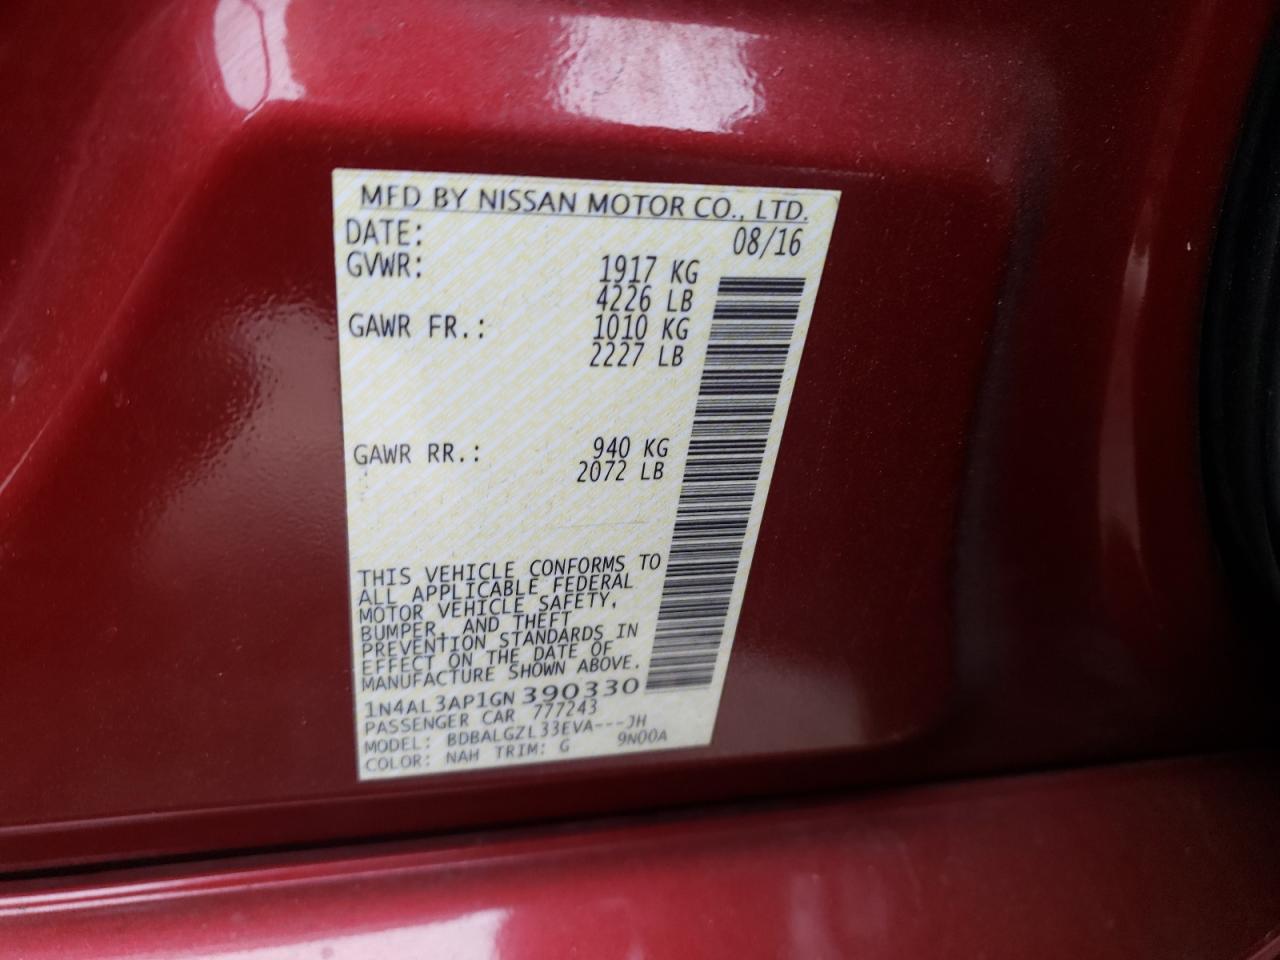 MFD BY NISSAN MOTOR CO., LTD.
DATE: 08/16
GVWR: 1917 KG
4226 LB
GAWR FR.: 1010 KG
2227 LB
GAWR RR.: 940 KG
2072 LB
THIS VEHICLE CONFORMS TO
ALL APPLICABLE FEDERAL
MOTOR VEHICLE SAFETY,
BUMPER, AND THEFT
PREVENTION STANDARDS IN
EFFECT ON THE DATE OF
MANUFACTURE SHOWN ABOVE.
1N4AL3AP1GN390330
PASSENGER CAR 777243
MODEL: BDBALGZL33EVA---JH
COLOR: NAH TRIM: G 9N00A